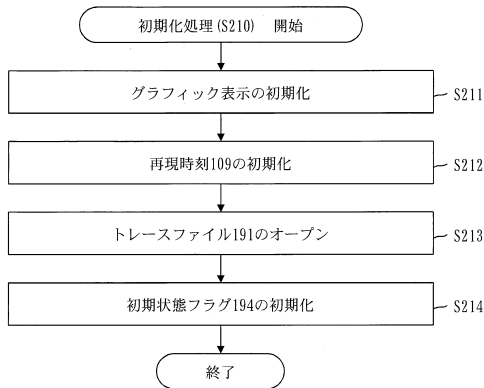 初期化処理(S210) 開始
グラフィック表示の初期化
S211
再現時刻109の初期化
S212
トレースファイル191のオープン
S213
初期状態フラグ194の初期化
S214
終了